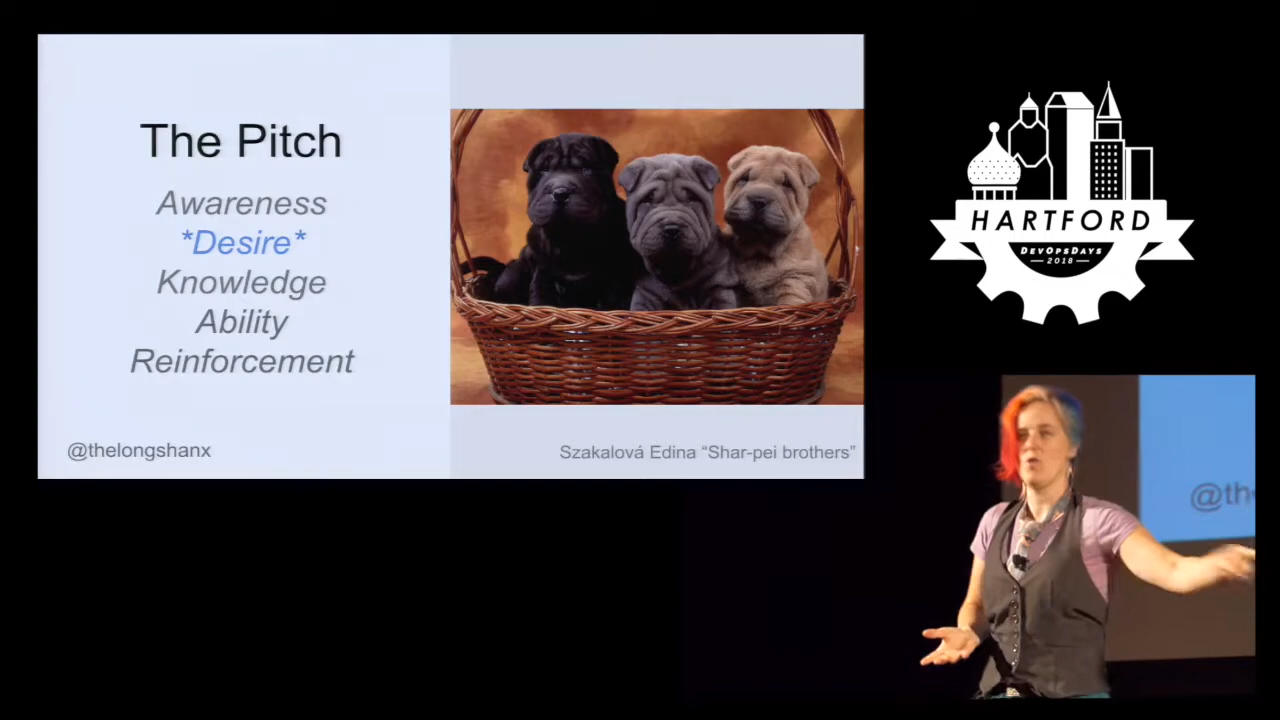 The Pitch
Awareness
*Desire*
Knowledge
Ability
Reinforcement
@thelongshanx
Szakalová Edina “Shar-pei brothers”
HARTFORD
DEVOPSDAYS
2018
@th